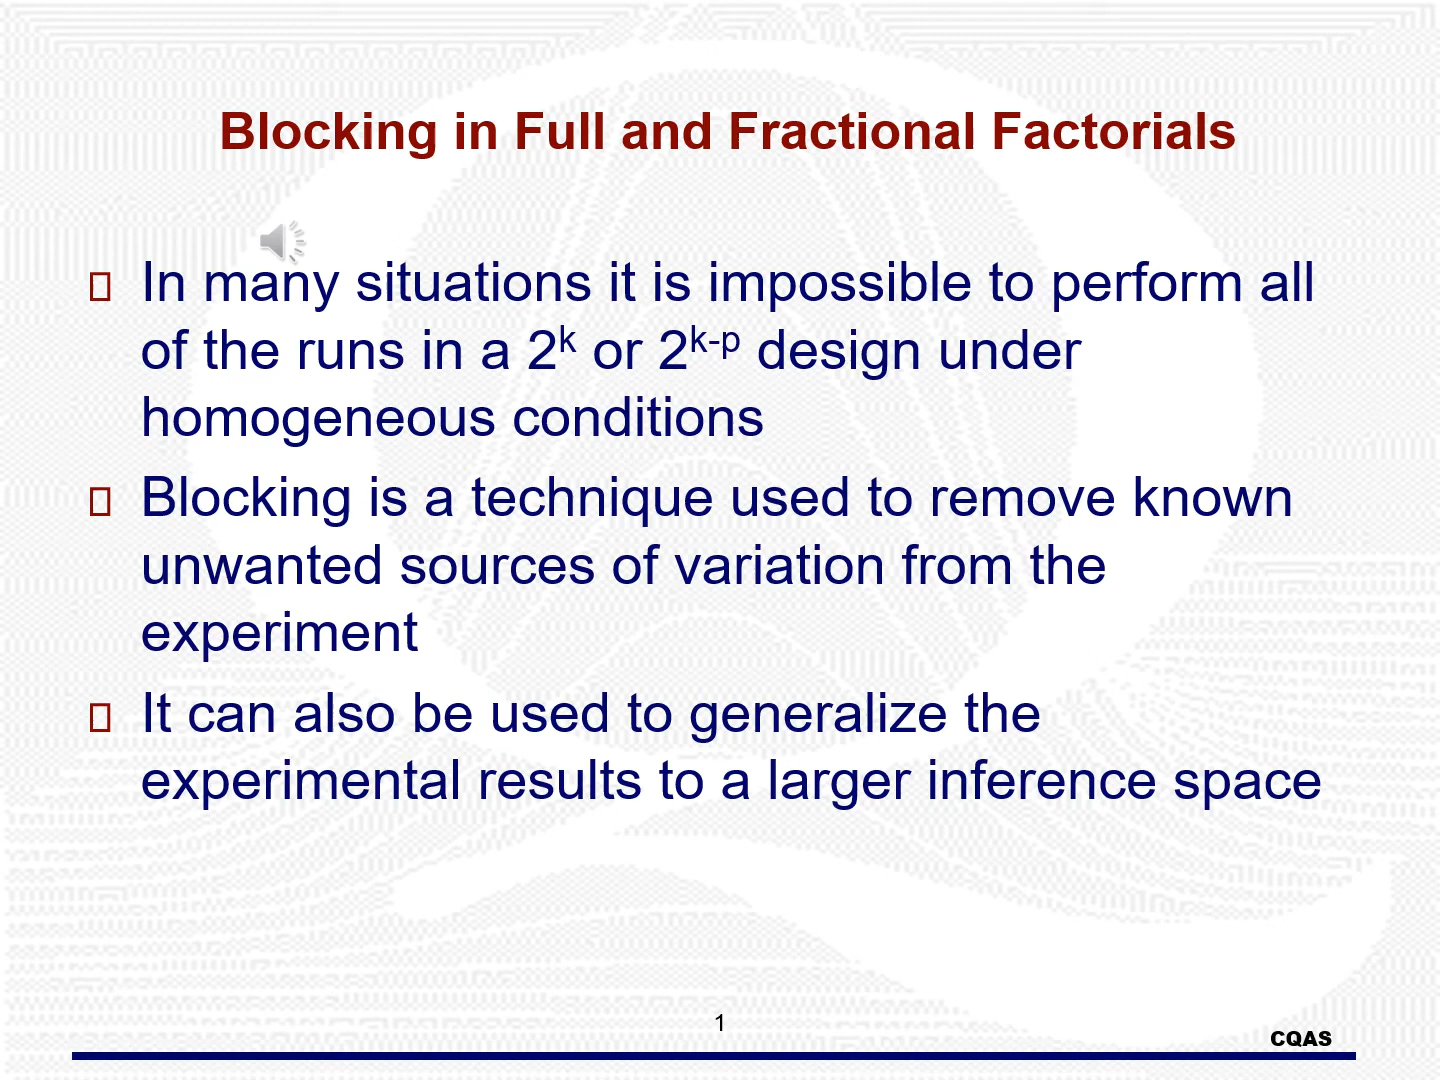 Blocking in Full and Fractional Factorials
In many situations it is impossible to perform all
of the runs in a 2^k or 2^k-p design under
homogeneous conditions
Blocking is a technique used to remove known
unwanted sources of variation from the
experiment
It can also be used to generalize the
experimental results to a larger inference space
1
CQAS